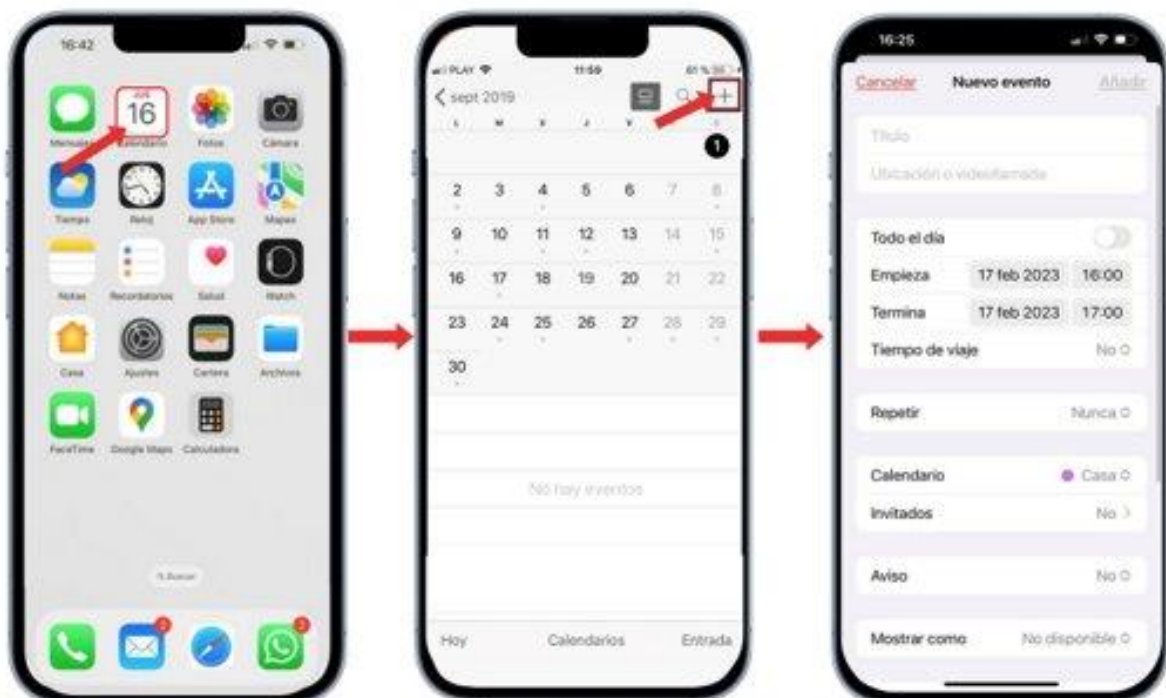 16:42
JUE
16
Mensajes Calendario Fotos Cámara
Tiempo Reloj App Store Mapas
Notas Recordatorios Salud Watch
Casa Ajustes Cartera Archivos
FaceTime Google Maps Calculadora
Buscar
2
PLAY 11:59 61 %
sept 2019
L M X J V
1
2 3 4 5 6 7 8
9 10 11 12 13 14 15
16 17 18 19 20 21 22
23 24 25 26 27 28 29
30
No hay eventos
Hoy Calendarios Entrada
16:25
Cancelar Nuevo evento Añadir
Título
Ubicación o videollamada
Todo el día
Empieza 17 feb 2023 16:00
Termina 17 feb 2023 17:00
Tiempo de viaje No
Repetir Nunca
Calendario Casa
Invitados No
Aviso No
Mostrar como No disponible